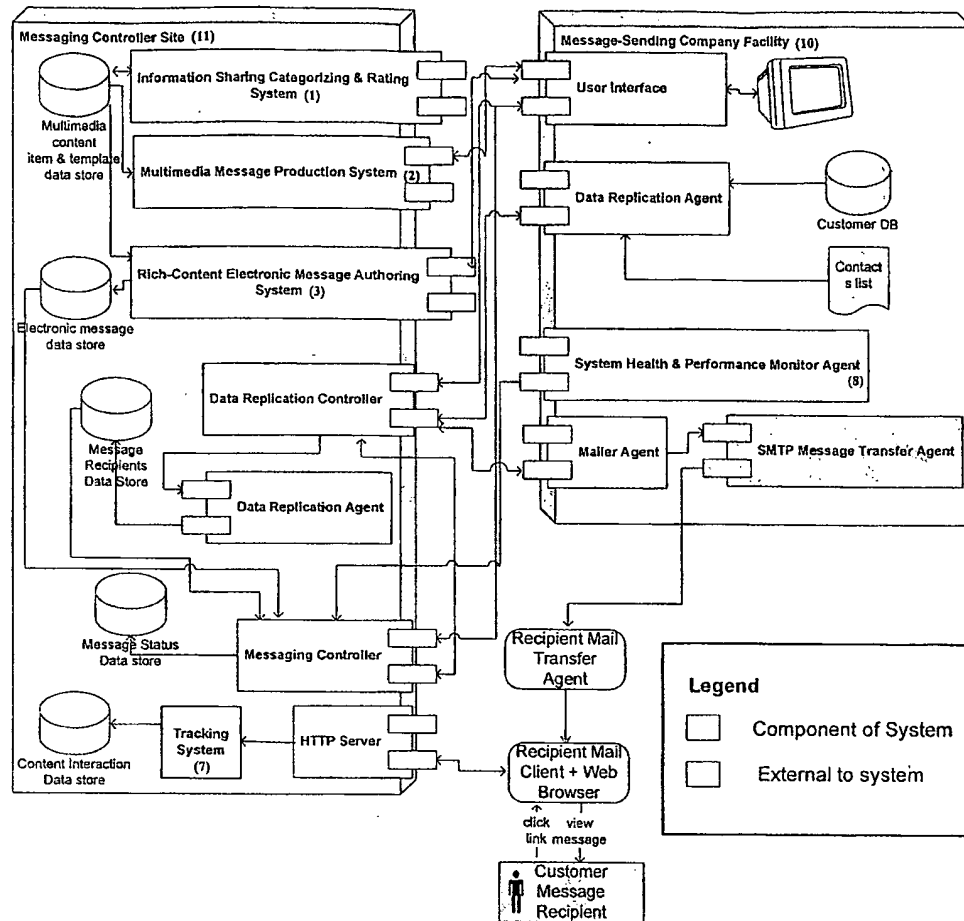 Messaging Controller Site (11)
Information Sharing Categorizing & Rating
System (1)
Multimedia
content
item & template
data store
Multimedia Message Production System (2)
Rich-Content Electronic Message Authoring
System (3)
Electronic message
data store
Data Replication Controller
Message
Recipients
Data Store
Data Replication Agent
Message Status
Data store
Messaging Controller
Tracking
System
(7)
HTTP Server
Content Interaction
Data store
Message-Sending Company Facility (10)
User Interface
Data Replication Agent
Customer DB
Contact
s list
System Health & Performance Monitor Agent
(8)
Mailer Agent
SMTP Message Transfer Agent
Recipient Mail
Transfer
Agent
Recipient Mail
Client + Web
Browser
click
link
view
message
Customer
Message
Recipient
Legend
Component of System
External to system